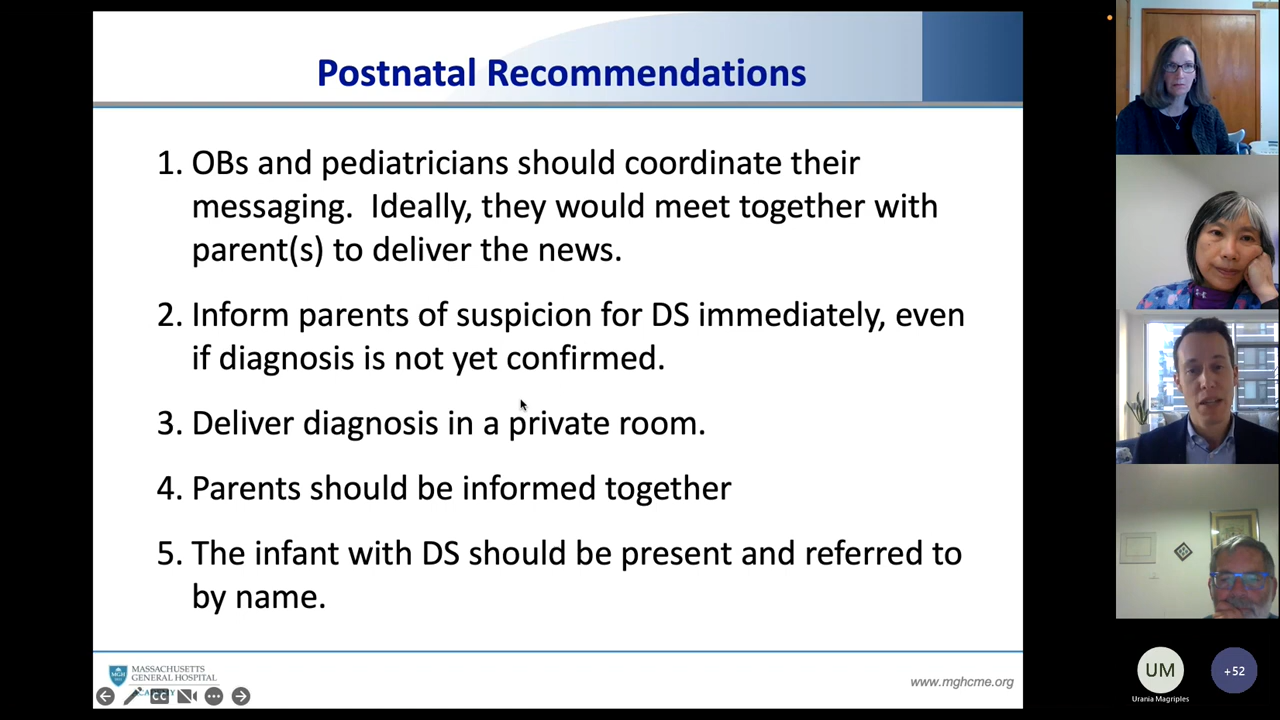 Postnatal Recommendations
1. OBs and pediatricians should coordinate their
messaging.  Ideally, they would meet together with
parent(s) to deliver the news.
2. Inform parents of suspicion for DS immediately, even
if diagnosis is not yet confirmed.
3. Deliver diagnosis in a private room.
4. Parents should be informed together
5. The infant with DS should be present and referred to
by name.
MGH
MASSACHUSETTS
GENERAL HOSPITAL
CC
www.mghcme.org
UM
+52
Urania Magriples